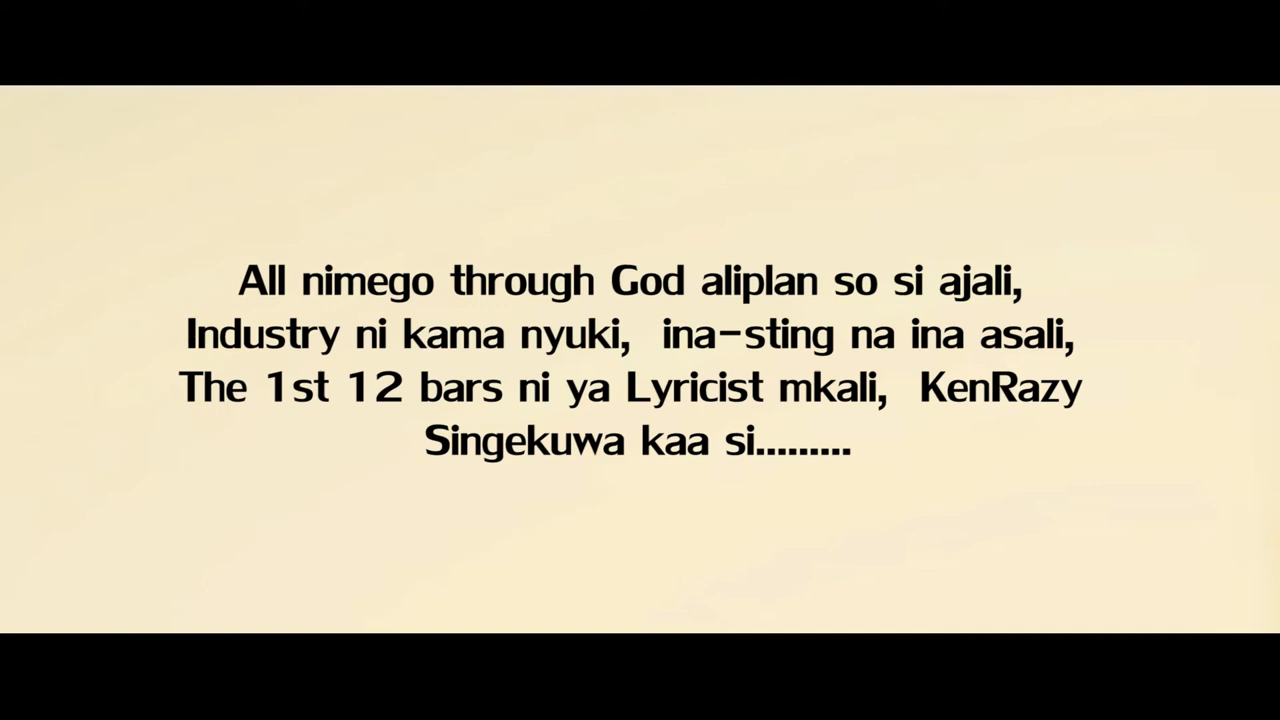 All nimego through God aliplan so si ajali,
Industry ni kama nyuki, ina-sting na ina asali,
The 1st 12 bars ni ya Lyricist mkali, KenRazy
Singekuwa kaa si.........